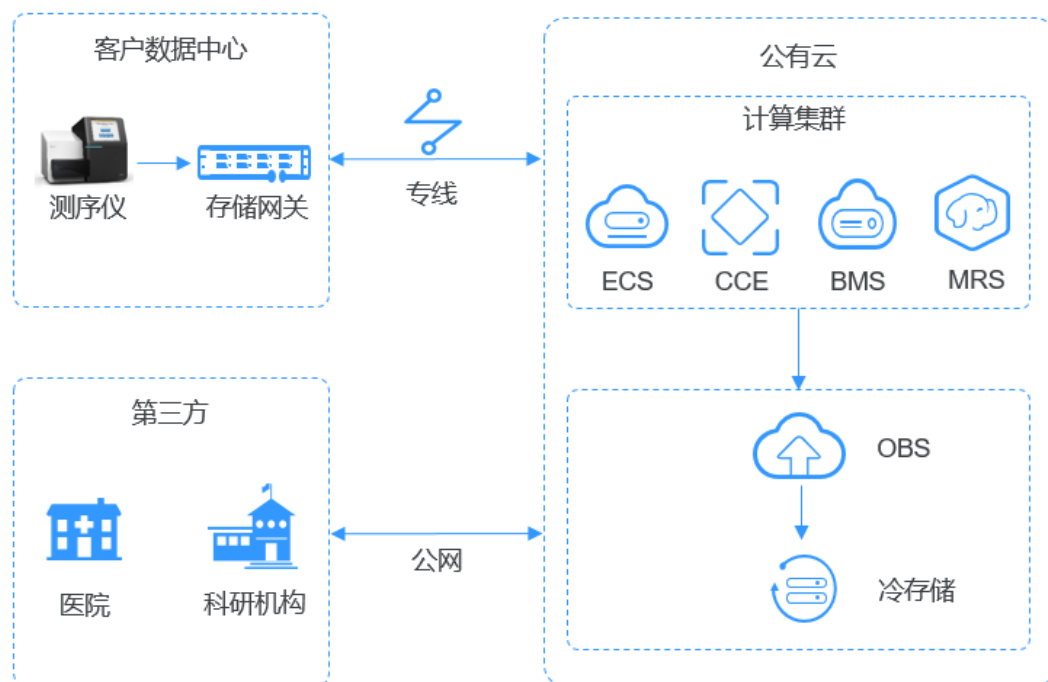 客户数据中心
测序仪
存储网关
专线
公有云
计算集群
ECS
CCE
BMS
MRS
第三方
医院
科研机构
公网
OBS
冷存储